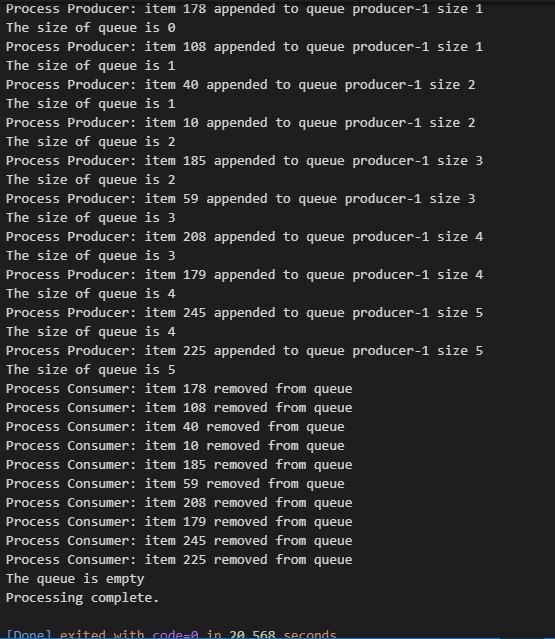 Process Producer: item 178 appended to queue producer-1 size 1
The size of queue is 0
Process Producer: item 108 appended to queue producer-1 size 1
The size of queue is 1
Process Producer: item 40 appended to queue producer-1 size 2
The size of queue is 1
Process Producer: item 10 appended to queue producer-1 size 2
The size of queue is 2
Process Producer: item 185 appended to queue producer-1 size 3
The size of queue is 2
Process Producer: item 59 appended to queue producer-1 size 3
The size of queue is 3
Process Producer: item 208 appended to queue producer-1 size 4
The size of queue is 3
Process Producer: item 179 appended to queue producer-1 size 4
The size of queue is 4
Process Producer: item 245 appended to queue producer-1 size 5
The size of queue is 4
Process Producer: item 225 appended to queue producer-1 size 5
The size of queue is 5
Process Consumer: item 178 removed from queue
Process Consumer: item 108 removed from queue
Process Consumer: item 40 removed from queue
Process Consumer: item 10 removed from queue
Process Consumer: item 185 removed from queue
Process Consumer: item 59 removed from queue
Process Consumer: item 208 removed from queue
Process Consumer: item 179 removed from queue
Process Consumer: item 245 removed from queue
Process Consumer: item 225 removed from queue
The queue is empty
Processing complete.
[Done] exited with code=0 in 20.568 seconds